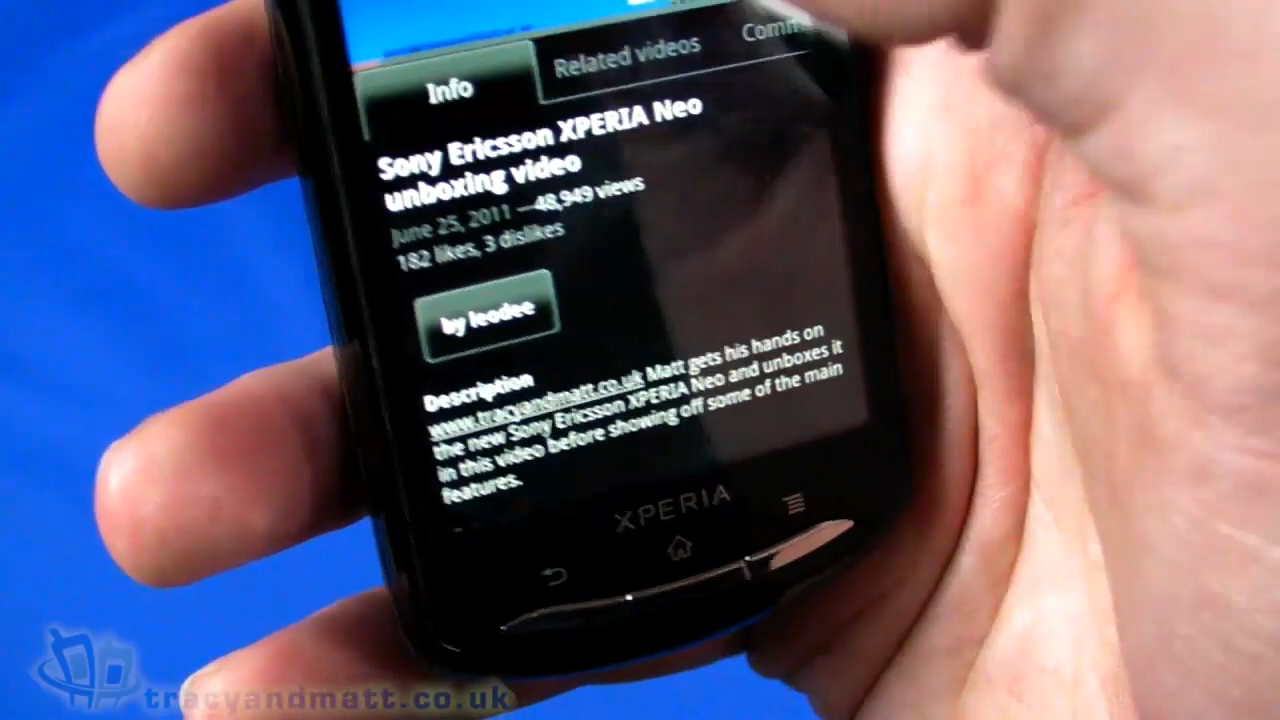 Info
Related videos
Comm
Sony Ericsson XPERIA Neo
unboxing video
June 25, 2011 —48,949 views
182 likes, 3 dislikes
by leodee
Description
www.tracyandmatt.co.uk Matt gets his hands on
the new Sony Ericsson XPERIA Neo and unboxes it
in this video before showing off some of the main
features.
XPERIA
tracyandmatt.co.uk